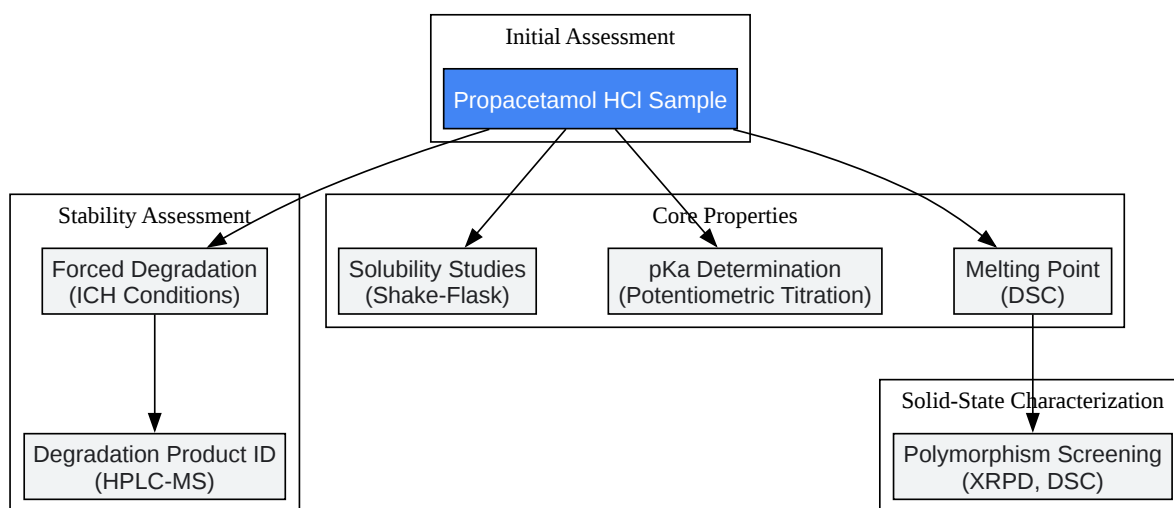 Initial Assessment
Propacetamol HCl Sample
Stability Assessment
Core Properties
Forced Degradation
(ICH Conditions)
Solubility Studies
(Shake-Flask)
pKa Determination
(Potentiometric Titration)
Melting Point
(DSC)
Solid-State Characterization
Degradation Product ID
(HPLC-MS)
Polymorphism Screening
(XRPD, DSC)